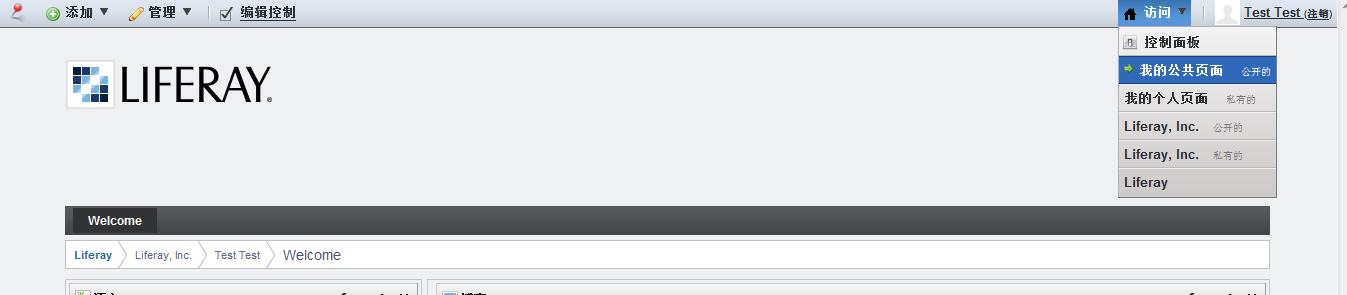 添加 管理 编辑控制 访问 Test Test (注销)
控制面板
我的公共页面 公开的
我的个人页面 私有的
Liferay, Inc. 公开的
Liferay, Inc. 私有的
Liferay
LIFERAY
Welcome
Liferay Liferay, Inc. Test Test Welcome